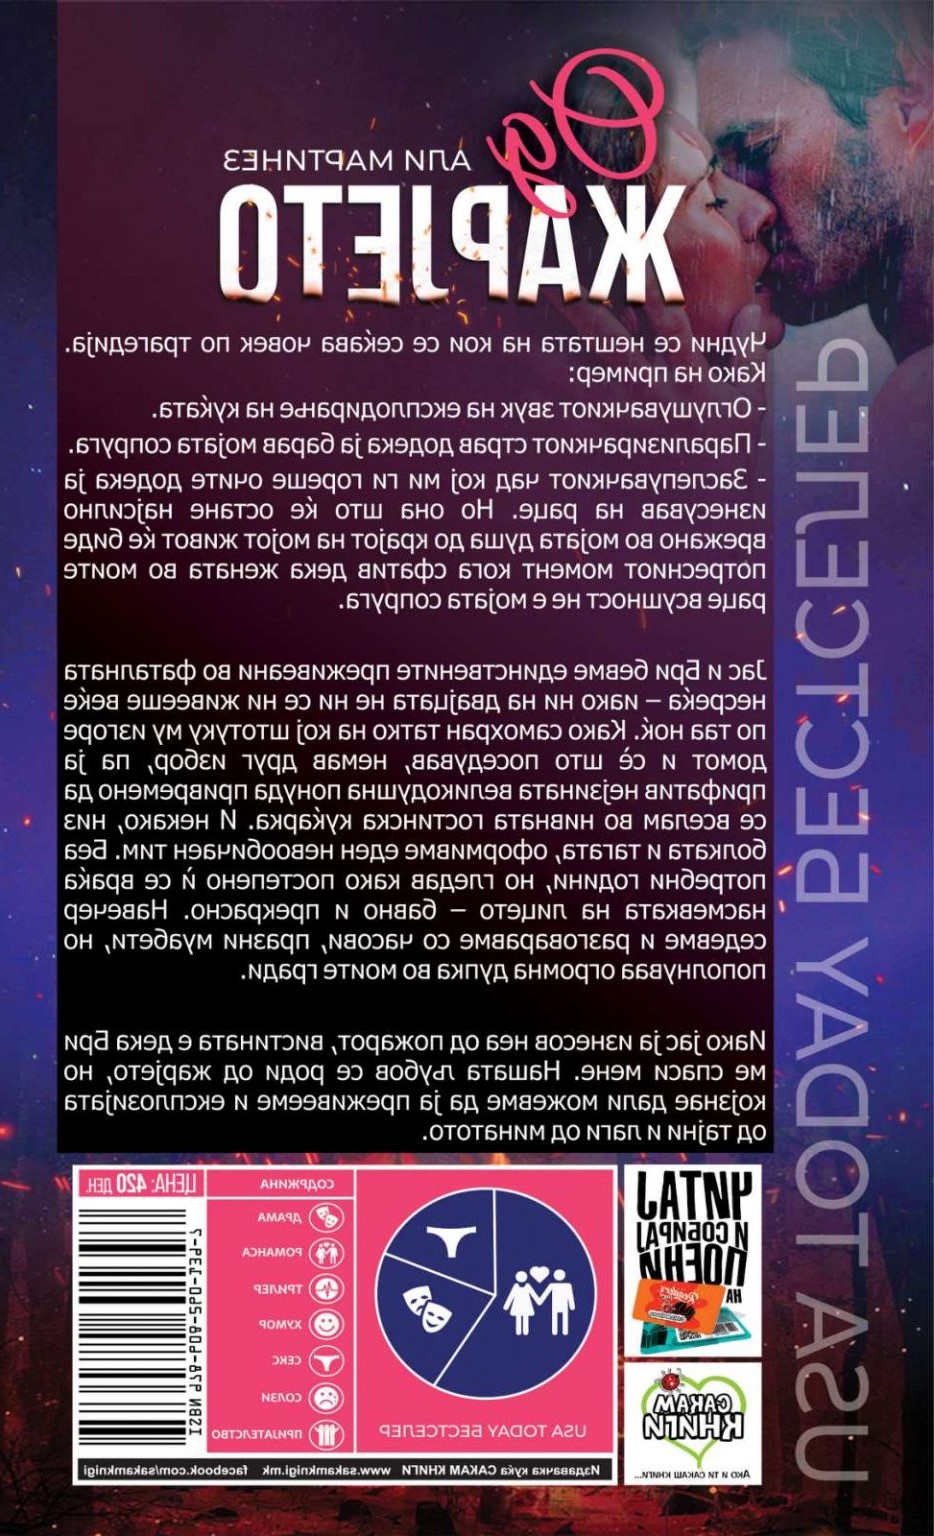 Од
АЛИ МАРТИНЕЗ
ЖАРЈЕТО
Чудни се нештата на кои се сеќава човек по трагедија.
Како на пример:
- Оглушувачкиот звук на експлодирање на куќата.
- Парализирачкиот страв додека ја барав мојата сопруга.
- Заслепувачкиот чад кој ми ги гореше очите додека ја
изнесував на раце. Но она што ќе остане најсилно
врежано во мојата душа до крајот на мојот живот ќе биде
потресниот момент кога сфатив дека жената во моите
раце всушност не е мојата сопруга.
Јас и Бри бевме единствените преживеани во фаталната
несреќа – иако ни на двајцата не ни се ни живееше веќе
по таа ноќ. Како самохран татко на кој штотуку му изгоре
домот и сѐ што поседував, немав друг избор, па ја
прифатив нејзината великодушна понуда привремено да
се вселам во нивната гостинска куќарка. И некако, низ
болката и тагата, оформивме еден невообичаен тим. Беа
потребни години, но гледав како постепено ѝ се враќа
насмевката на лицето – бавно и прекрасно. Навечер
седевме и разговаравме со часови, празни муабети, но
пополнуваа огромна дупка во моите гради.
Иако јас ја изнесов неа од пожарот, вистината е дека Бри
ме спаси мене. Нашата љубов се роди од жарјето, но
којзнае дали можевме да ја преживееме и експлозијата
од тајни и лаги од минатото.
USA TODAY БЕСТСЕЛЕР
ЧИТАЈ
И СОБИРАЈ
ПОЕНИ
НА
САКАМ
КНИГИ
АКО И ТИ САКАШ КНИГИ...
USA TODAY БЕСТСЕЛЕР
СОДРЖИНА
ДРАМА
РОМАНСА
ТРИЛЕР
ХУМОР
СЕКС
СОЛЗИ
ПРИЈАТЕЛСТВО
ЦЕНА: 420 ДЕН.
Издавачка куќа САКАМ КНИГИ www.sakamknigi.mk facebook.com/sakamknigi